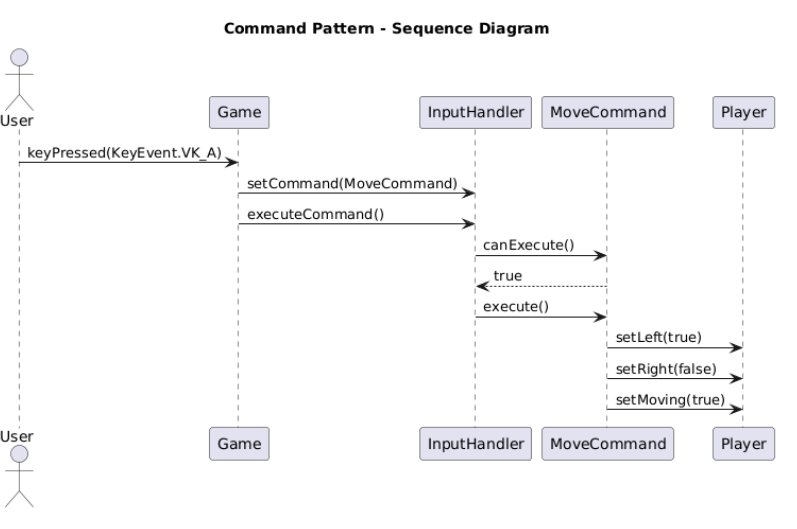 Command Pattern - Sequence Diagram
User
Game
InputHandler
MoveCommand
Player
keyPressed(KeyEvent.VK_A)
setCommand(MoveCommand)
executeCommand()
canExecute()
true
execute()
setLeft(true)
setRight(false)
setMoving(true)
User
Game
InputHandler
MoveCommand
Player